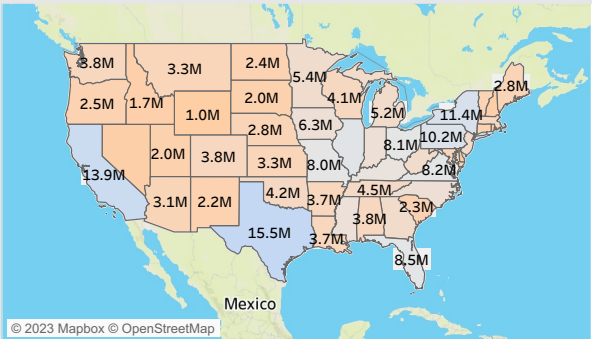 3.8M
3.3M
2.4M
5.4M
2.8M
2.5M
1.7M
1.0M
2.0M
4.1M
5.2M
11.4M
2.8M
6.3M
8.1M
10.2M
13.9M
2.0M
3.8M
3.3M
8.0M
8.2M
3.1M
2.2M
4.2M
3.7M
4.5M
2.3M
15.5M
3.7M
3.8M
8.5M
Mexico
© 2023 Mapbox © OpenStreetMap